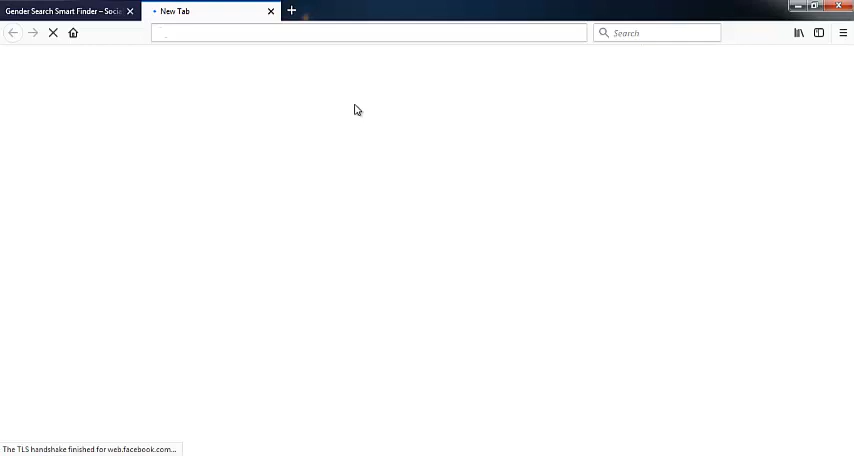 Gender Search Smart Finder – Socia
New Tab
Search
The TLS handshake finished for web.facebook.com...